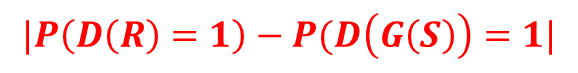 |P(D(R) = 1) − P(D(G(S)) = 1|